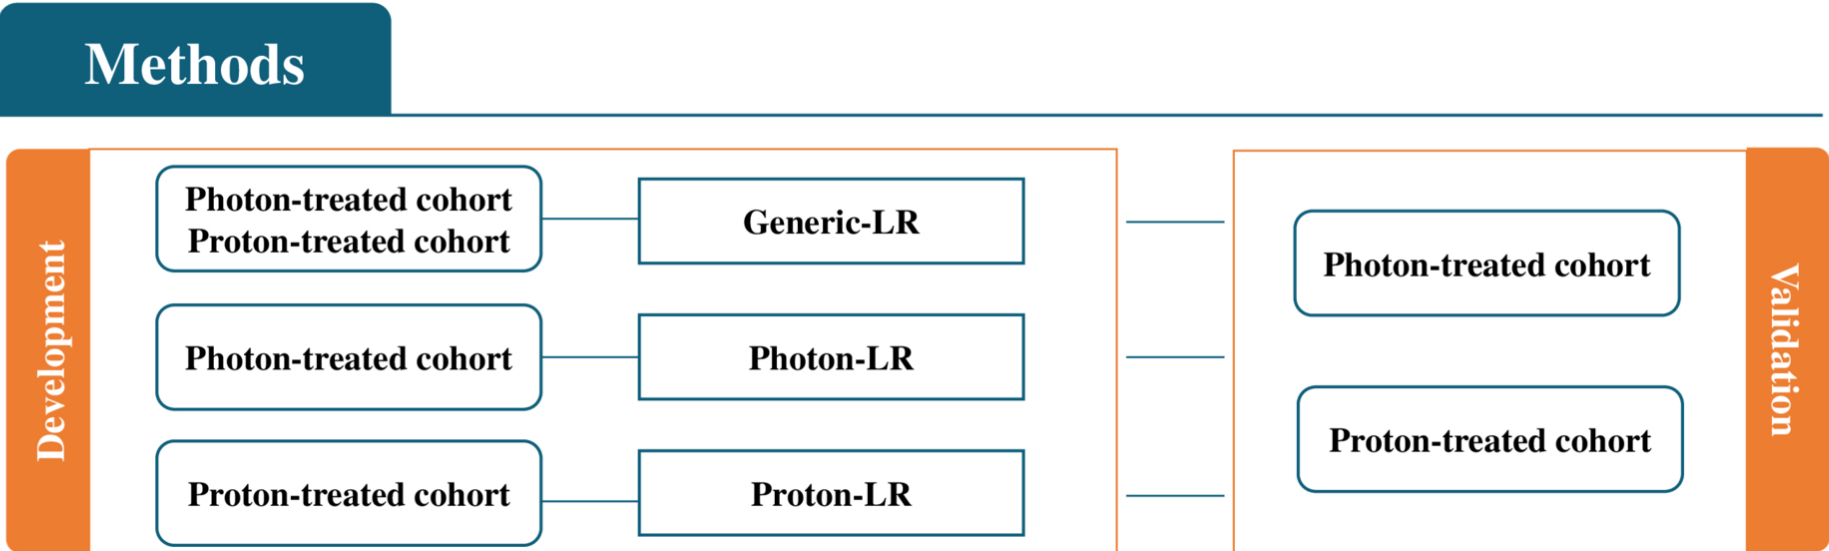 Methods
Development
Photon-treated cohort
Proton-treated cohort
Generic-LR
Photon-treated cohort
Photon-LR
Proton-treated cohort
Proton-LR
Photon-treated cohort
Proton-treated cohort
Validation